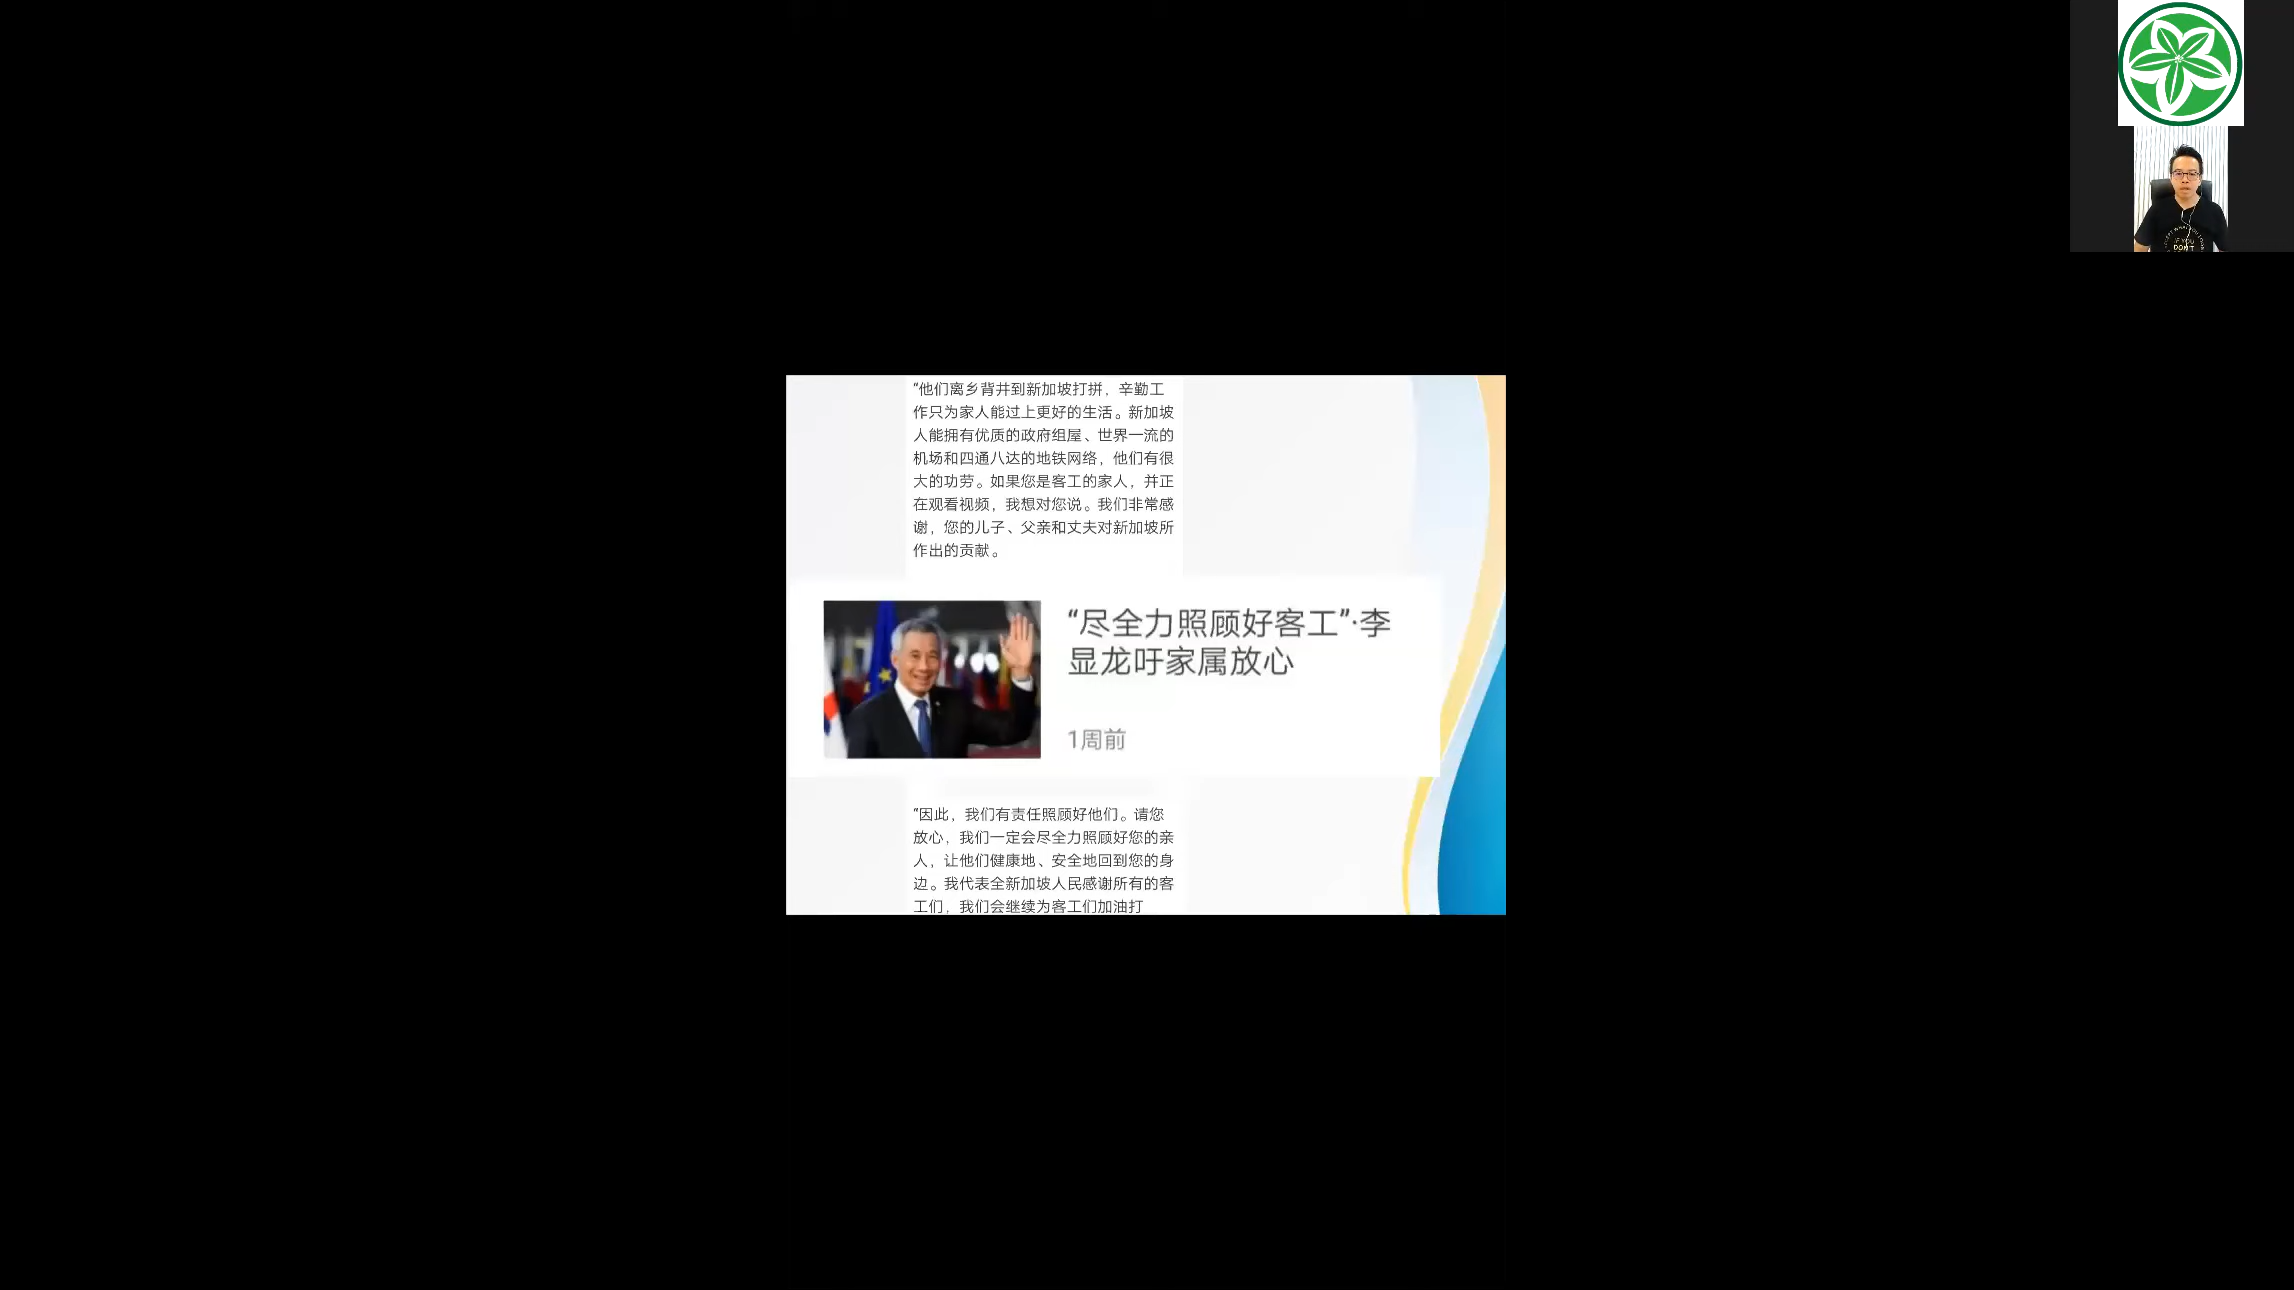 “他们离乡背井到新加坡打拼，辛勤工
作只为家人能过上更好的生活。新加坡
人能拥有优质的政府组屋、世界一流的
机场和四通八达的地铁网络，他们有很
大的功劳。如果您是客工的家人，并正
在观看视频，我想对您说。我们非常感
谢，您的儿子、父亲和丈夫对新加坡所
作出的贡献。
“尽全力照顾好客工”·李
显龙吁家属放心
1周前
“因此，我们有责任照顾好他们。请您
放心，我们一定会尽全力照顾好您的亲
人，让他们健康地、安全地回到您的身
边。我代表全新加坡人民感谢所有的客
工们，我们会继续为客工们加油打
IF YOU
DON'T